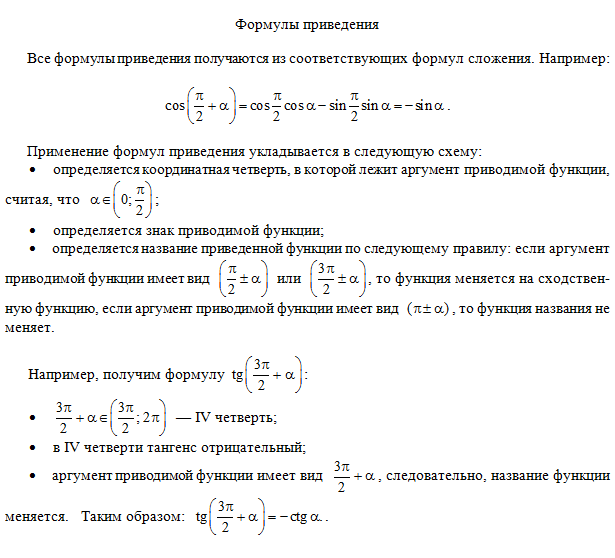 Формулы приведения
Все формулы приведения получаются из соответствующих формул сложения. Например:
cos(π/2 + α) = cos π/2 cos α − sin π/2 sin α = − sin α .
Применение формул приведения укладывается в следующую схему:
• определяется координатная четверть, в которой лежит аргумент приводимой функции,
считая, что α ∈ (0; π/2) ;
• определяется знак приводимой функции;
• определяется название приведенной функции по следующему правилу: если аргумент
приводимой функции имеет вид (π/2 ± α) или (3π/2 ± α) , то функция меняется на сходствен-
ную функцию, если аргумент приводимой функции имеет вид (π ± α) , то функция названия не
меняет.
Например, получим формулу tg(3π/2 + α) :
• 3π/2 + α ∈ (3π/2 ; 2π) — IV четверть;
• в IV четверти тангенс отрицательный;
• аргумент приводимой функции имеет вид 3π/2 + α , следовательно, название функции
меняется. Таким образом: tg(3π/2 + α) = − ctg α. .